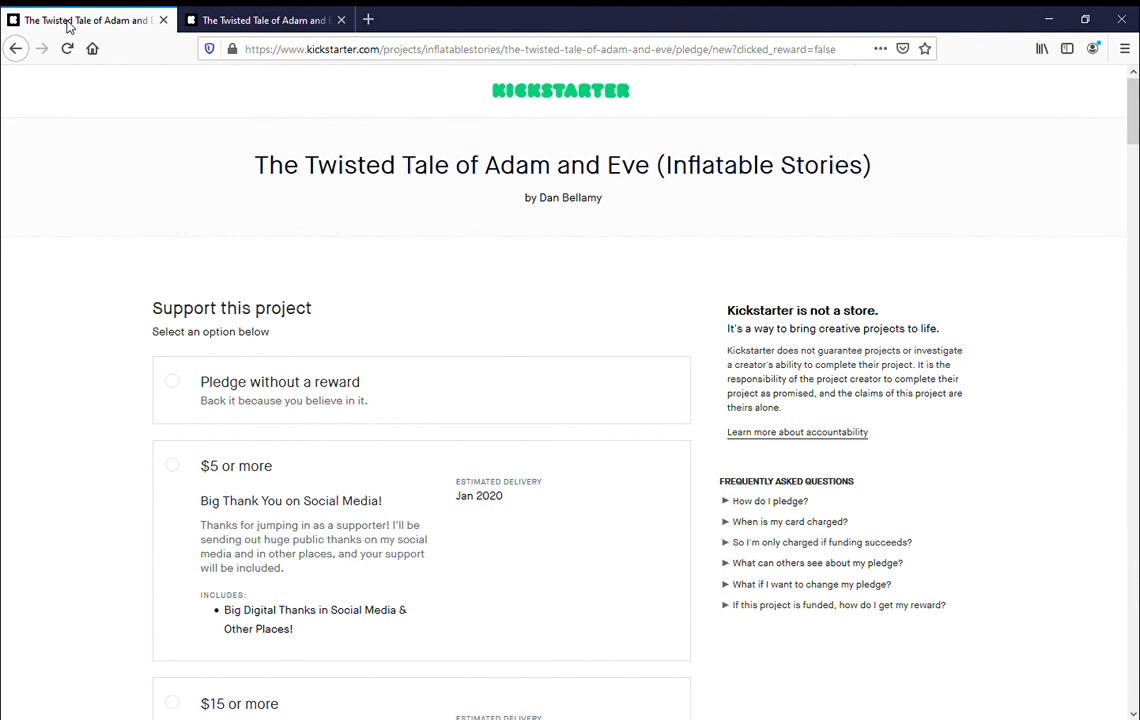 The Twisted Tale of Adam and E
The Twisted Tale of Adam and E
https://www.kickstarter.com/projects/inflatablestories/the-twisted-tale-of-adam-and-eve/pledge/new?clicked_reward=false
KICKSTARTER
The Twisted Tale of Adam and Eve (Inflatable Stories)
by Dan Bellamy
Support this project
Select an option below
Pledge without a reward
Back it because you believe in it.
$5 or more
Big Thank You on Social Media!
Thanks for jumping in as a supporter! I'll be
sending out huge public thanks on my social
media and in other places, and your support
will be included.
INCLUDES:
• Big Digital Thanks in Social Media &
Other Places!
ESTIMATED DELIVERY
Jan 2020
$15 or more
ESTIMATED DELIVERY
Kickstarter is not a store.
It's a way to bring creative projects to life.
Kickstarter does not guarantee projects or investigate
a creator's ability to complete their project. It is the
responsibility of the project creator to complete their
project as promised, and the claims of this project are
theirs alone.
Learn more about accountability
FREQUENTLY ASKED QUESTIONS
How do I pledge?
When is my card charged?
So I'm only charged if funding succeeds?
What can others see about my pledge?
What if I want to change my pledge?
If this project is funded, how do I get my reward?